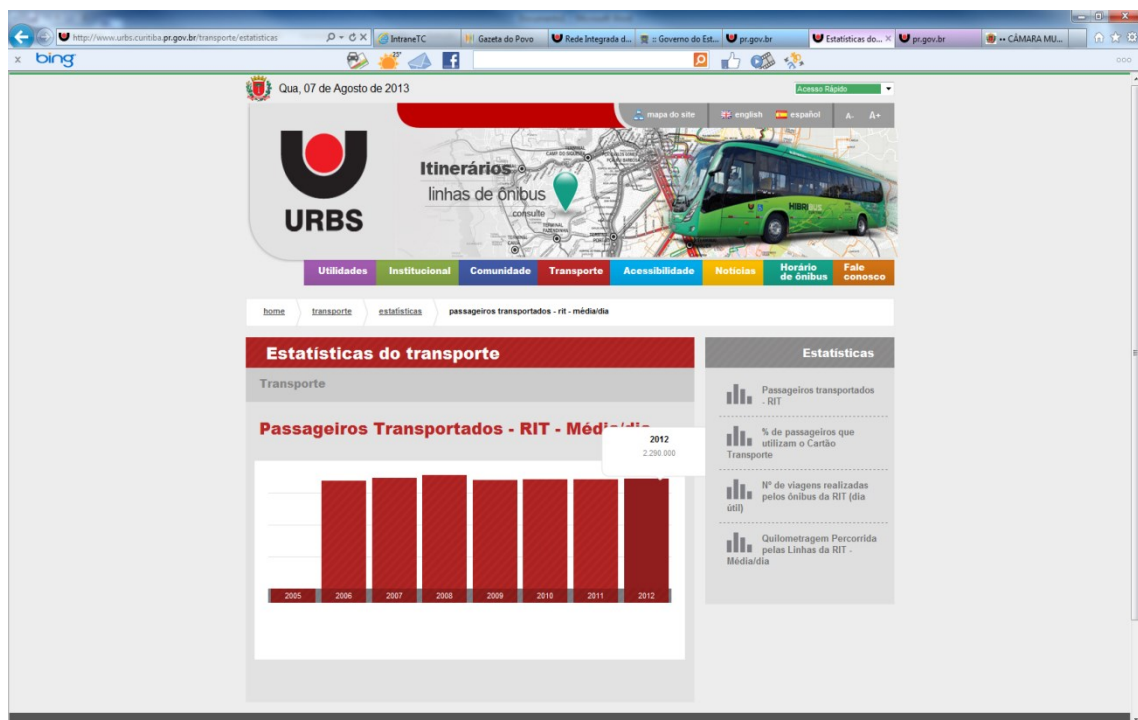 http://www.urbs.curitiba.pr.gov.br/transporte/estatisticas
IntraneTC
Gazeta do Povo
Rede Integrada d...
:: Governo do Est...
pr.gov.br
Estatísticas do...
pr.gov.br
•• CÂMARA MU...
x bing
25°
Qua, 07 de Agosto de 2013
Acesso Rápido
mapa do site
english
español
A-
A+
URBS
Itinerários
linhas de ônibus
consulte
HIBRIBUS
Utilidades
Institucional
Comunidade
Transporte
Acessibilidade
Notícias
Horário
de ônibus
Fale
conosco
home
transporte
estatísticas
passageiros transportados - rit - média/dia
Estatísticas do transporte
Transporte
Passageiros Transportados - RIT - Média/dia
2012
2.290.000
2005 2006 2007 2008 2009 2010 2011 2012
Estatísticas
Passageiros transportados
- RIT
% de passageiros que
utilizam o Cartão
Transporte
Nº de viagens realizadas
pelos ônibus da RIT (dia
útil)
Quilometragem Percorrida
pelas Linhas da RIT -
Média/dia